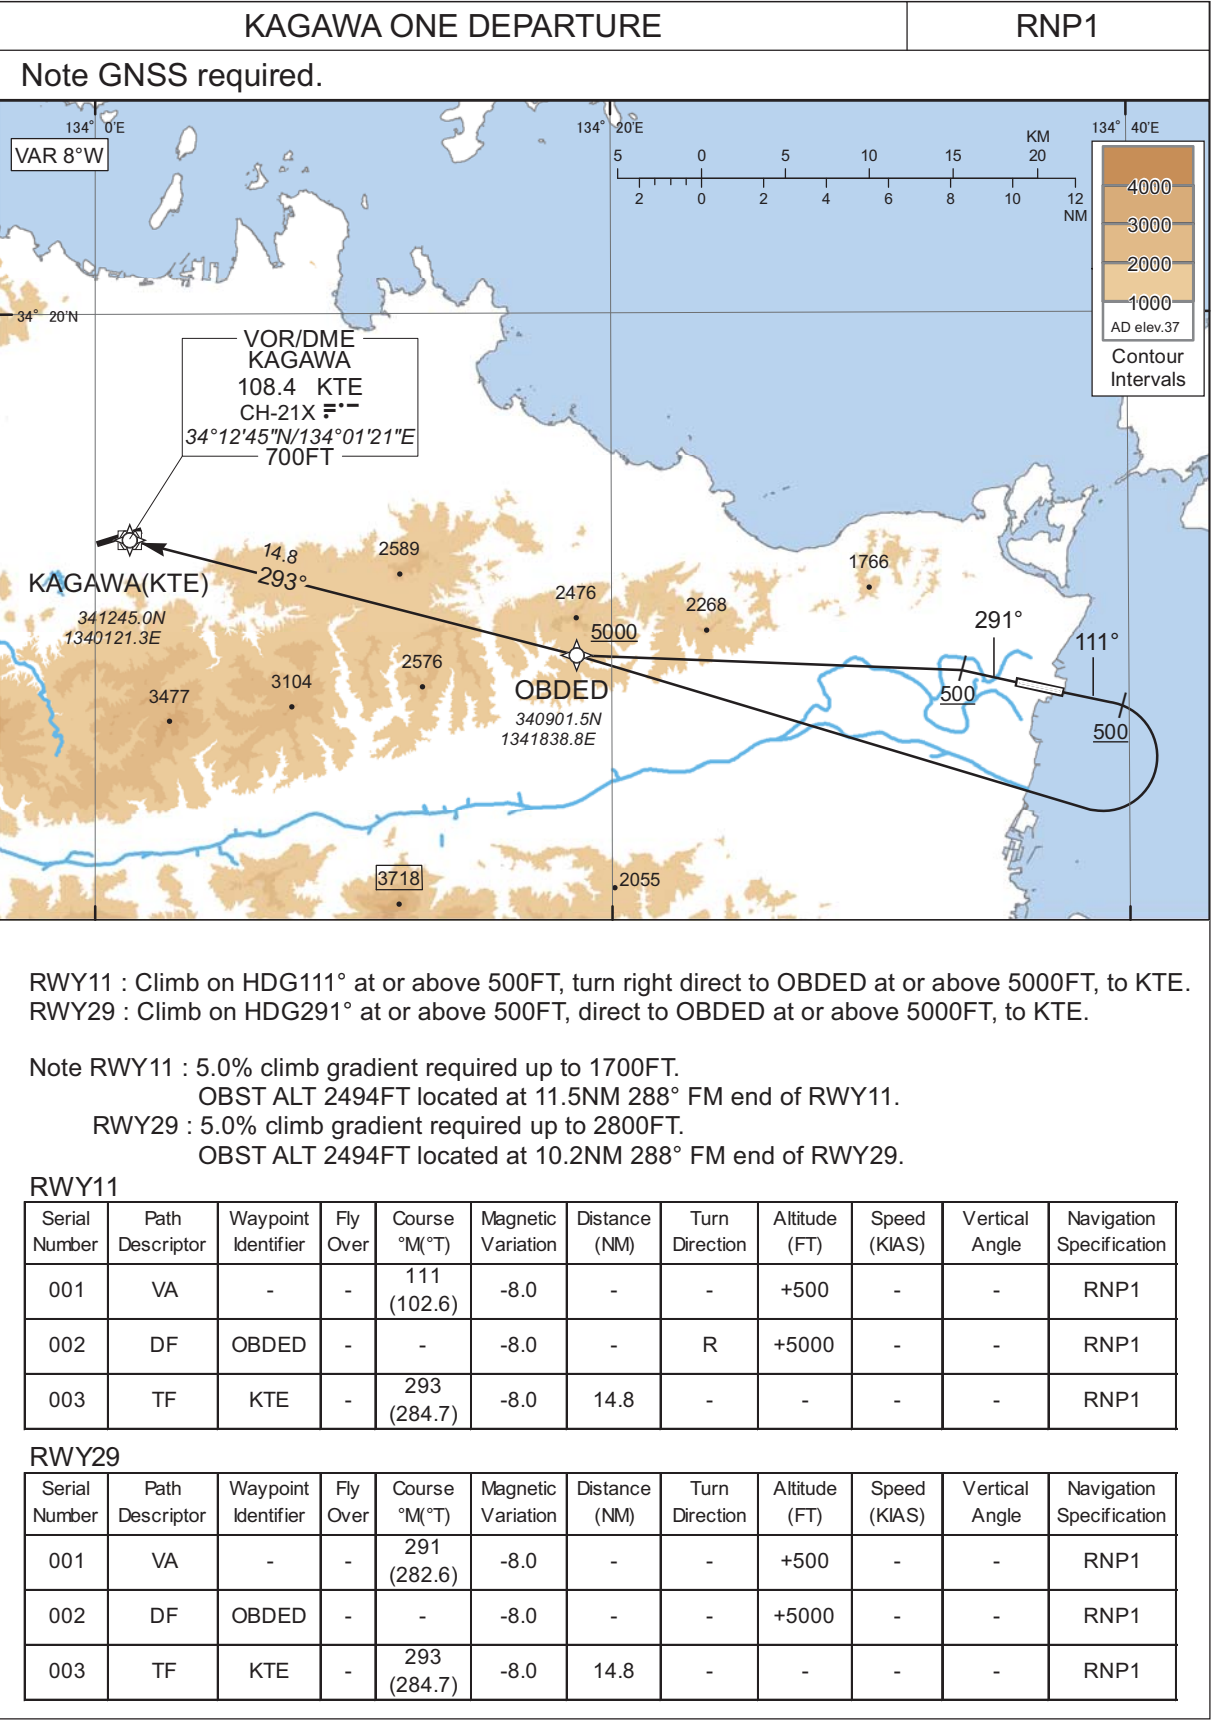 KAGAWA ONE DEPARTURE
RNP1
Note GNSS required.
134° 0'E
134° 20'E
134° 40'E
VAR 8°W
KM
5 0 5 10 15 20
2 0 2 4 6 8 10 12
NM
4000
3000
2000
1000
AD elev.37
Contour
Intervals
34° 20'N
VOR/DME
KAGAWA
108.4 KTE
CH-21X
34°12'45"N/134°01'21"E
700FT
14.8
293°
2589
1766
KAGAWA(KTE)
341245.0N
1340121.3E
2476
2268
5000
291°
111°
2576
3104
3477
OBDED
340901.5N
1341838.8E
500
500
3718
2055
RWY11 : Climb on HDG111° at or above 500FT, turn right direct to OBDED at or above 5000FT, to KTE.
RWY29 : Climb on HDG291° at or above 500FT, direct to OBDED at or above 5000FT, to KTE.
Note RWY11 : 5.0% climb gradient required up to 1700FT.
OBST ALT 2494FT located at 11.5NM 288° FM end of RWY11.
RWY29 : 5.0% climb gradient required up to 2800FT.
OBST ALT 2494FT located at 10.2NM 288° FM end of RWY29.
RWY11
Serial Path Waypoint Fly Course Magnetic Distance Turn Altitude Speed Vertical Navigation
Number Descriptor Identifier Over °M(°T) Variation (NM) Direction (FT) (KIAS) Angle Specification
001 VA - - 111 (102.6) -8.0 - - +500 - - RNP1
002 DF OBDED - - -8.0 - R +5000 - - RNP1
003 TF KTE - 293 (284.7) -8.0 14.8 - - - - RNP1
RWY29
Serial Path Waypoint Fly Course Magnetic Distance Turn Altitude Speed Vertical Navigation
Number Descriptor Identifier Over °M(°T) Variation (NM) Direction (FT) (KIAS) Angle Specification
001 VA - - 291 (282.6) -8.0 - - +500 - - RNP1
002 DF OBDED - - -8.0 - - +5000 - - RNP1
003 TF KTE - 293 (284.7) -8.0 14.8 - - - - RNP1